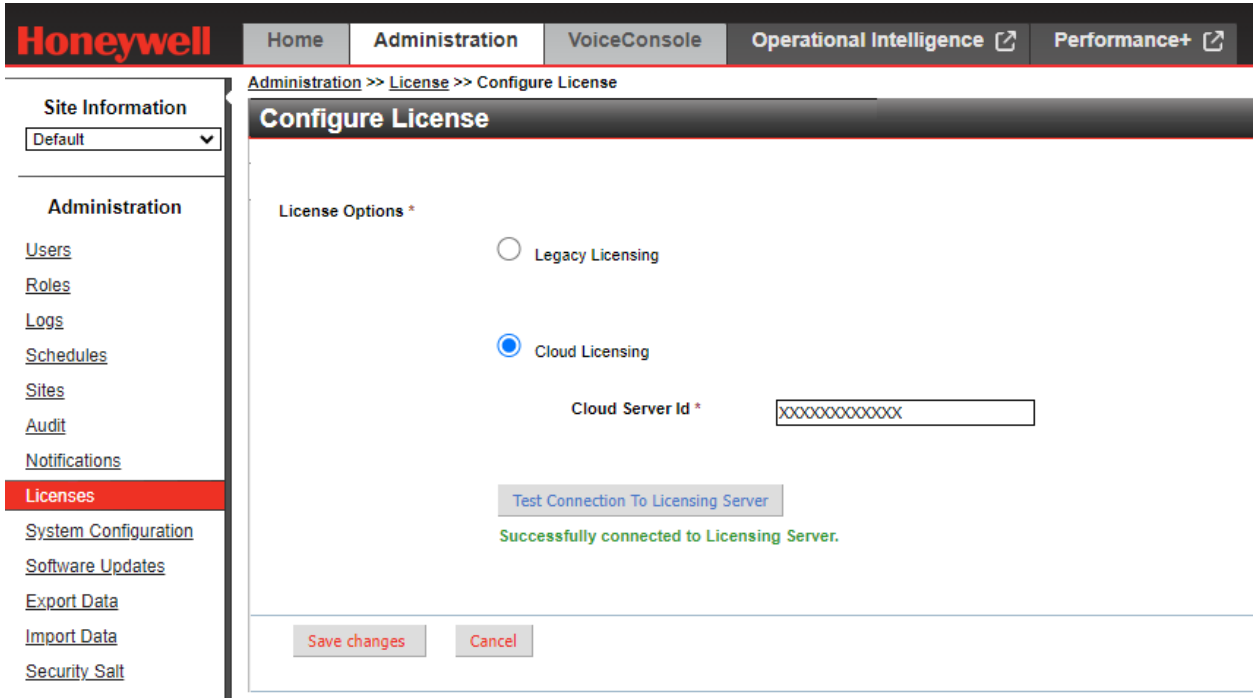 Honeywell
Home Administration VoiceConsole Operational Intelligence Performance+
Administration >> License >> Configure License
Site Information
Default
Administration
Users
Roles
Logs
Schedules
Sites
Audit
Notifications
Licenses
System Configuration
Software Updates
Export Data
Import Data
Security Salt
Configure License
License Options *
Legacy Licensing
Cloud Licensing
Cloud Server Id * XXXXXXXXXXXX
Test Connection To Licensing Server
Successfully connected to Licensing Server.
Save changes Cancel